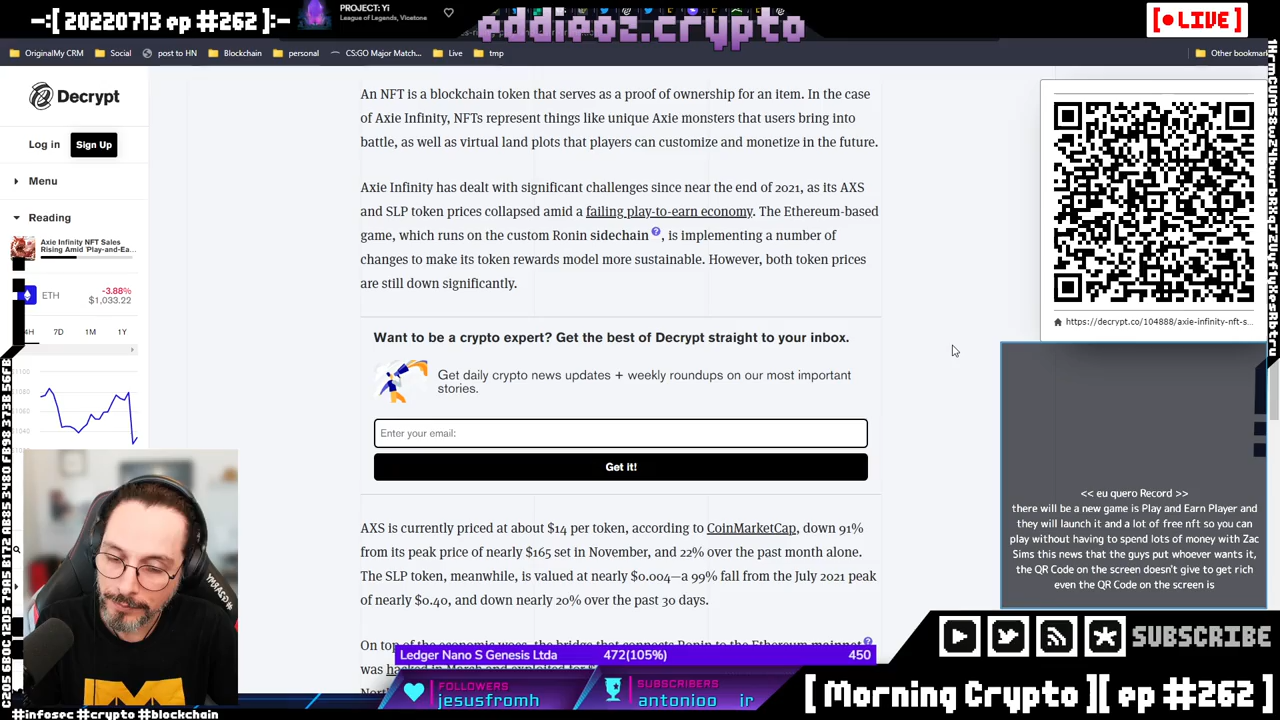 -:[ 20220713 ep #262 ]:-
PROJECT: Yi
League of Legends, Vicetone
eddieoz.crypto
[ LIVE ]
OriginalMy CRM
Social
post to HN
CS:GO Major Match...
Blockchain
personal
Live
tmp
Other bookmark
Decrypt
Log in
Sign Up
Menu
Reading
Axie Infinity NFT Sales
Rising Amid 'Play-and-Ea...
ETH
-3.88%
$1,033.22
7D
1M
1Y
An NFT is a blockchain token that serves as a proof of ownership for an item. In the case
of Axie Infinity, NFTs represent things like unique Axie monsters that users bring into
battle, as well as virtual land plots that players can customize and monetize in the future.
Axie Infinity has dealt with significant challenges since near the end of 2021, as its AXS
and SLP token prices collapsed amid a failing play-to-earn economy. The Ethereum-based
game, which runs on the custom Ronin sidechain ?, is implementing a number of
changes to make its token rewards model more sustainable. However, both token prices
are still down significantly.
Want to be a crypto expert? Get the best of Decrypt straight to your inbox.
Get daily crypto news updates + weekly roundups on our most important
stories.
Enter your email:
Get it!
AXS is currently priced at about $14 per token, according to CoinMarketCap, down 91%
from its peak price of nearly $165 set in November, and 22% over the past month alone.
The SLP token, meanwhile, is valued at nearly $0.004—a 99% fall from the July 2021 peak
of nearly $0.40, and down nearly 20% over the past 30 days.
https://decrypt.co/104888/axie-infinity-nft-s...
<< eu quero Record >>
there will be a new game is Play and Earn Player and
they will launch it and a lot of free nft so you can
play without having to spend lots of money with Zac
Sims this news that the guys put whoever wants it,
the QR Code on the screen doesn't give to get rich
even the QR Code on the screen is
SUBSCRIBE
Ledger Nano S Genesis Ltda
472(105%)
450
FOLLOWERS
jesusfromh
SUBSCRIBERS
antonioo jr
[ Morning Crypto ][ ep #262 ]
#infosec #crypto #blockchain